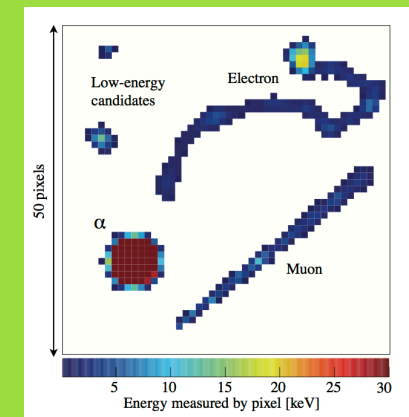 Electron
Low-energy
candidates
50 pixels
α
Muon
5 10 15 20 25 30
Energy measured by pixel [keV]